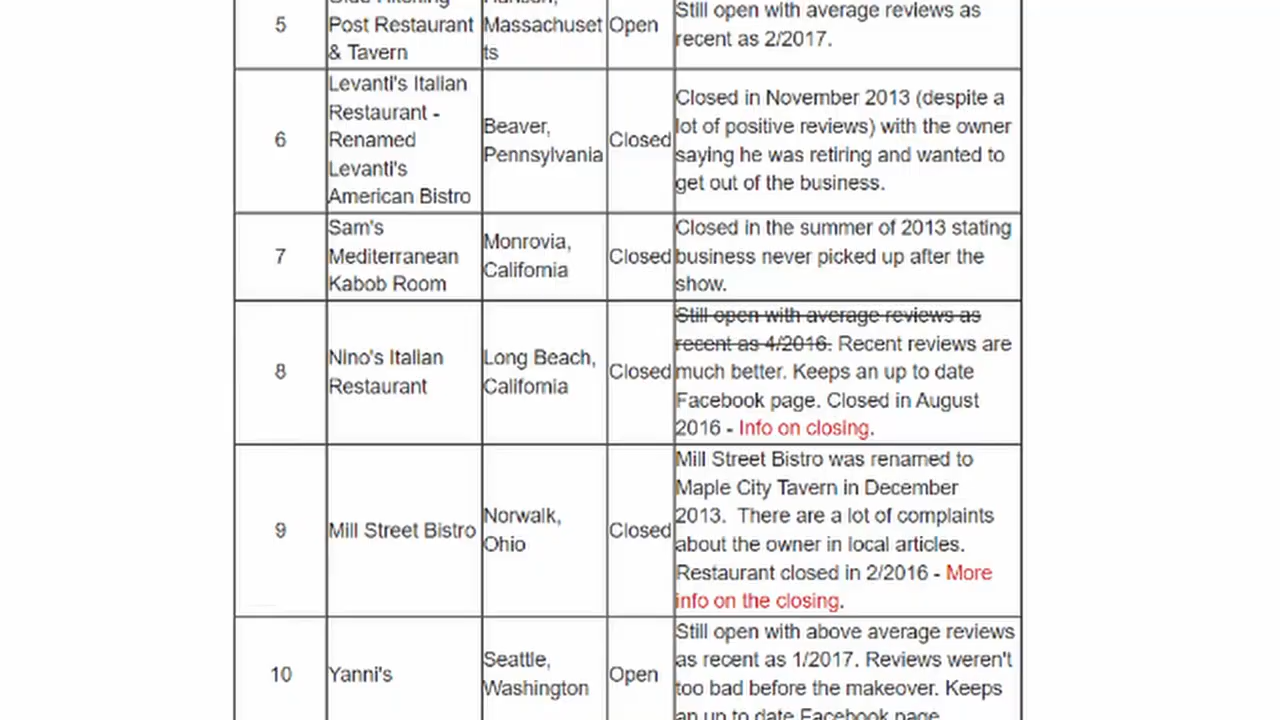 5
Post Restaurant
& Tavern
Massachuset
ts
Open
Still open with average reviews as
recent as 2/2017.
6
Levanti's Italian
Restaurant -
Renamed
Levanti's
American Bistro
Beaver,
Pennsylvania
Closed
Closed in November 2013 (despite a
lot of positive reviews) with the owner
saying he was retiring and wanted to
get out of the business.
7
Sam's
Mediterranean
Kabob Room
Monrovia,
California
Closed
Closed in the summer of 2013 stating
business never picked up after the
show.
8
Nino's Italian
Restaurant
Long Beach,
California
Closed
Still open with average reviews as
recent as 4/2016. Recent reviews are
much better. Keeps an up to date
Facebook page. Closed in August
2016 - Info on closing.
9
Mill Street Bistro
Norwalk,
Ohio
Closed
Mill Street Bistro was renamed to
Maple City Tavern in December
2013.  There are a lot of complaints
about the owner in local articles.
Restaurant closed in 2/2016 - More
info on the closing.
10
Yanni's
Seattle,
Washington
Open
Still open with above average reviews
as recent as 1/2017. Reviews weren't
too bad before the makeover. Keeps
an up to date Facebook page